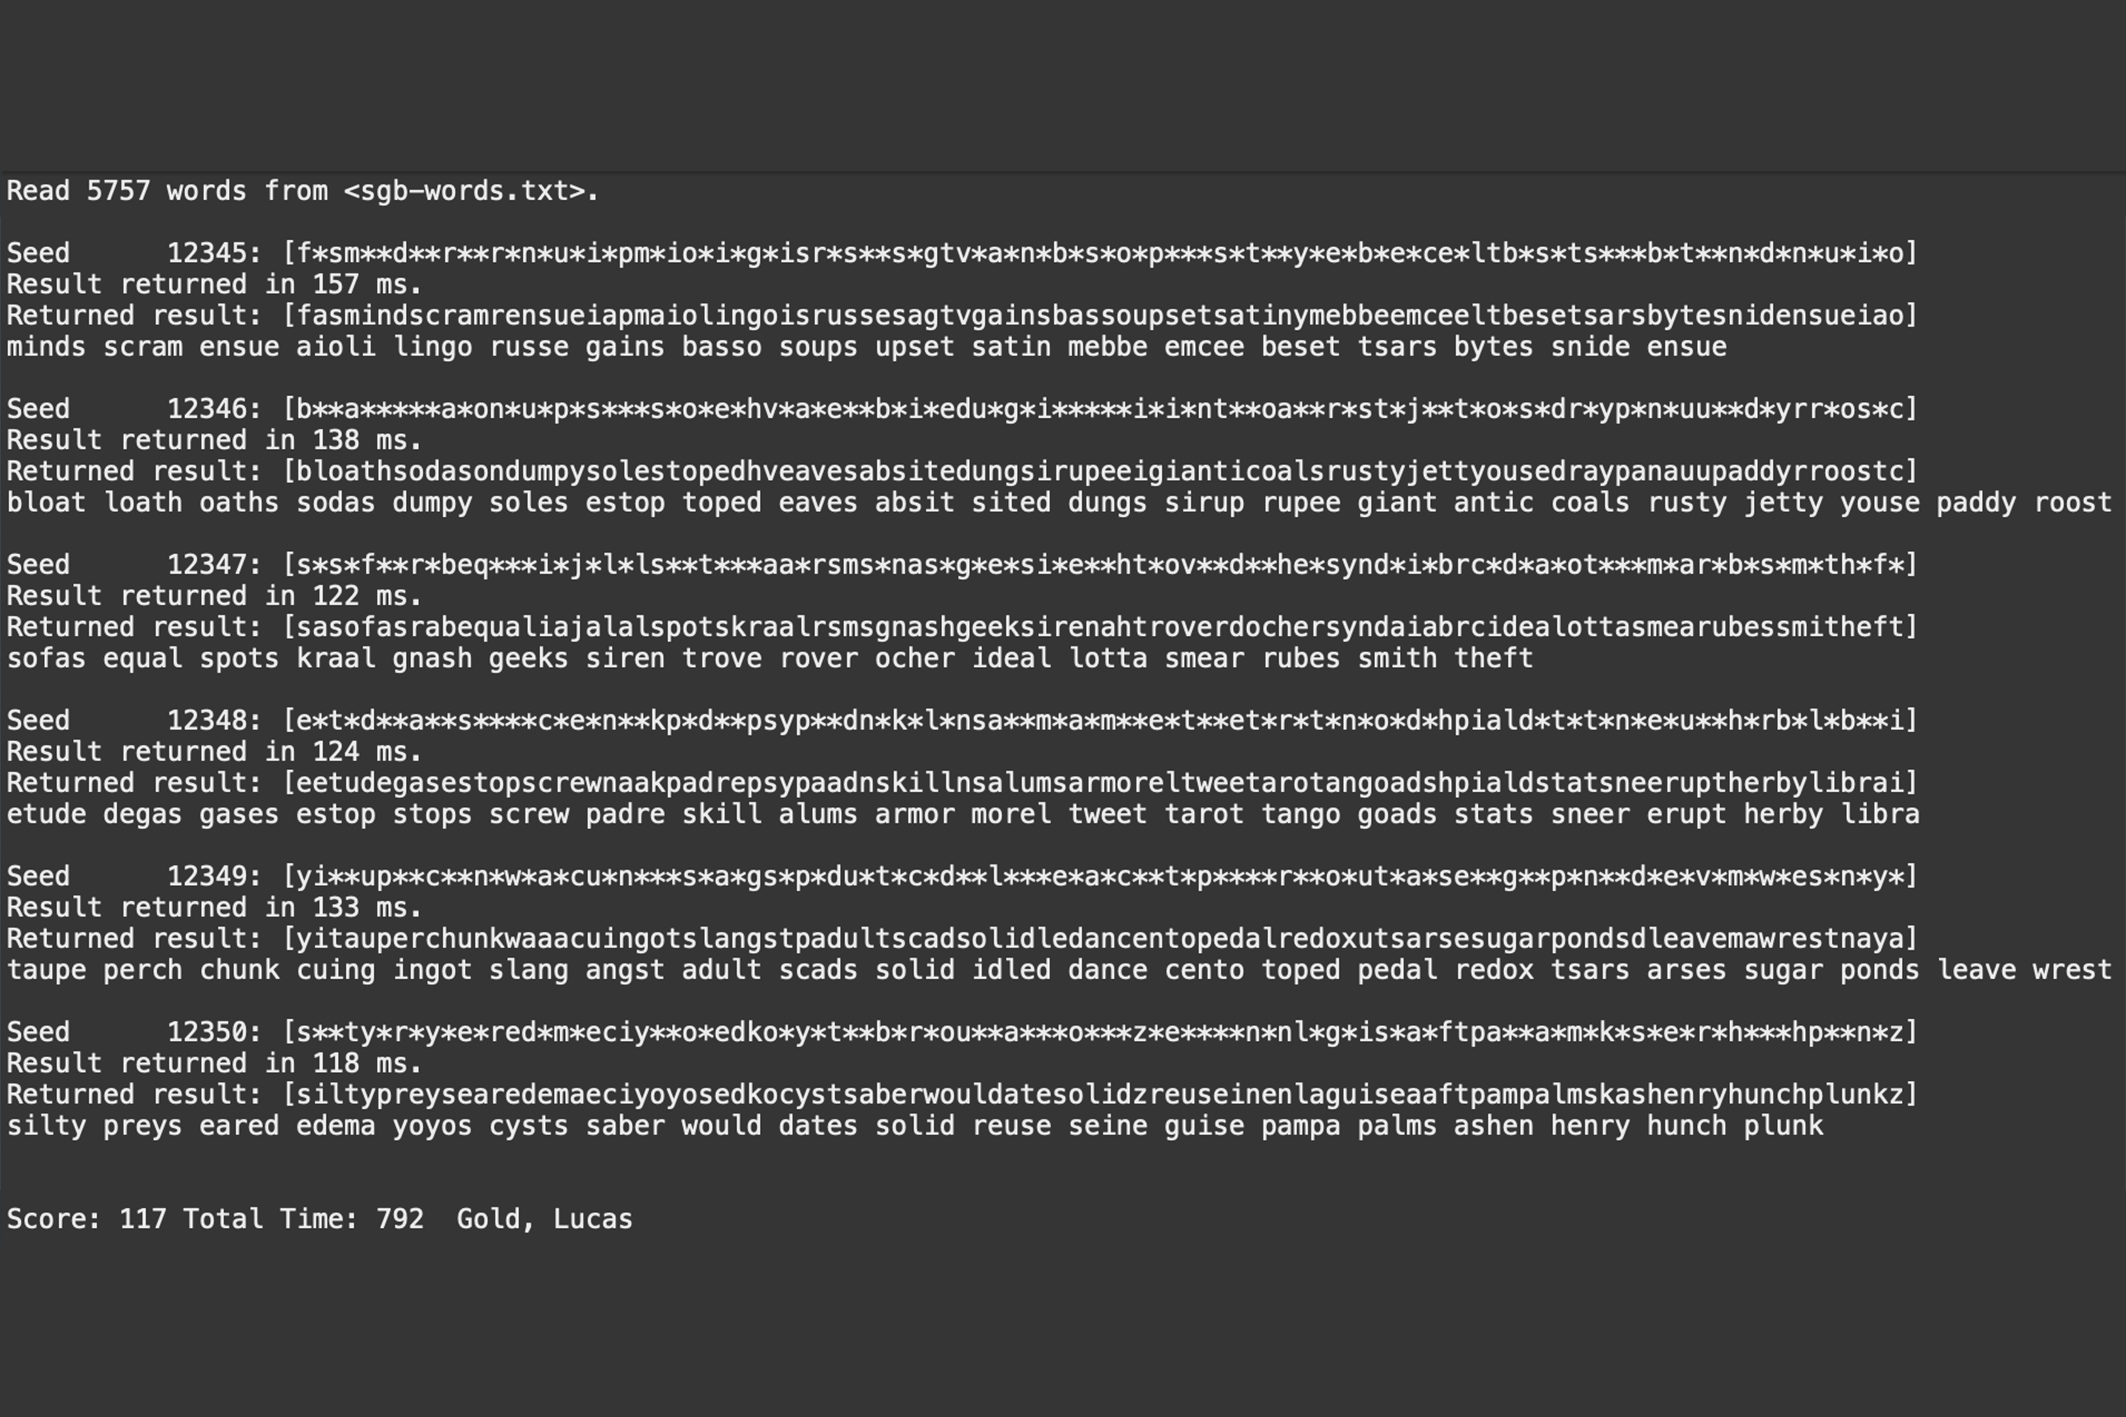 Read 5757 words from <sgb-words.txt>.
Seed      12345: [f*sm**d**r**r*n*u*i*pm*io*i*g*isr*s**s*gtv*a*n*b*s*o*p***s*t**y*e*b*e*ce*ltb*s*ts***b*t**n*d*n*u*i*o]
Result returned in 157 ms.
Returned result: [fasmindscramrensueiapmaiolingoisrussesagtvgainsbassoupsetsatinymebbeemceeltbesetsarsbytesnidensueiao]
minds scram ensue aioli lingo russe gains basso soups upset satin mebbe emcee beset tsars bytes snide ensue
Seed      12346: [b**a*****a*on*u*p*s***s*o*e*hv*a*e**b*i*edu*g*i*****i*i*nt**oa**r*st*j**t*o*s*dr*yp*n*uu**d*yrr*os*c]
Result returned in 138 ms.
Returned result: [bloathsodasondumpysolestopedhveavesabsitedungsirupeeigianticoalsrustyjettyousedraypanauupaddyrroostc]
bloat loath oaths sodas dumpy soles estop toped eaves absit sited dungs sirup rupee giant antic coals rusty jetty youse paddy roost
Seed      12347: [s*s*f**r*beq***i*j*l*ls**t***aa*rsms*nas*g*e*si*e**ht*ov**d**he*synd*i*brc*d*a*ot***m*ar*b*s*m*th*f*]
Result returned in 122 ms.
Returned result: [sasofasrabequaliajalalspotskraalrsmsgnashgeeksirenahtroverdochersyndaiabrcidealottasmearubessmitheft]
sofas equal spots kraal gnash geeks siren trove rover ocher ideal lotta smear rubes smith theft
Seed      12348: [e*t*d**a**s****c*e*n**kp*d**psyp**dn*k*l*nsa**m*a*m**e*t**et*r*t*n*o*d*hpiald*t*t*n*e*u**h*rb*l*b**i]
Result returned in 124 ms.
Returned result: [eetudegasestopscrewnaakpadrepsypaadnskillnsalumsarmoreltweetarotangoadshpialdstatsneeruptherbylibrai]
etude degas gases estop stops screw padre skill alums armor morel tweet tarot tango goads stats sneer erupt herby libra
Seed      12349: [yi**up**c**n*w*a*cu*n***s*a*gs*p*du*t*c*d**l***e*a*c**t*p****r**o*ut*a*se**g**p*n**d*e*v*m*w*es*n*y*]
Result returned in 133 ms.
Returned result: [yitauperchunkwaaacuingotslangstpadultscadsolidledancentopedalredoxutsarsesugarpondsdleavemawrestnaya]
taupe perch chunk cuing ingot slang angst adult scads solid idled dance cento toped pedal redox tsars arses sugar ponds leave wrest
Seed      12350: [s**ty*r*y*e*red*m*eciy**o*edko*y*t**b*r*ou**a***o***z*e****n*nl*g*is*a*ftpa**a*m*k*s*e*r*h***hp**n*z]
Result returned in 118 ms.
Returned result: [siltypreysearedemaeciyoyosedkocystsaberwouldatesolidzreuseinenlaguiseaaftpampalmskashenryhunchplunkz]
silty preys eared edema yoyos cysts saber would dates solid reuse seine guise pampa palms ashen henry hunch plunk
Score: 117 Total Time: 792  Gold, Lucas